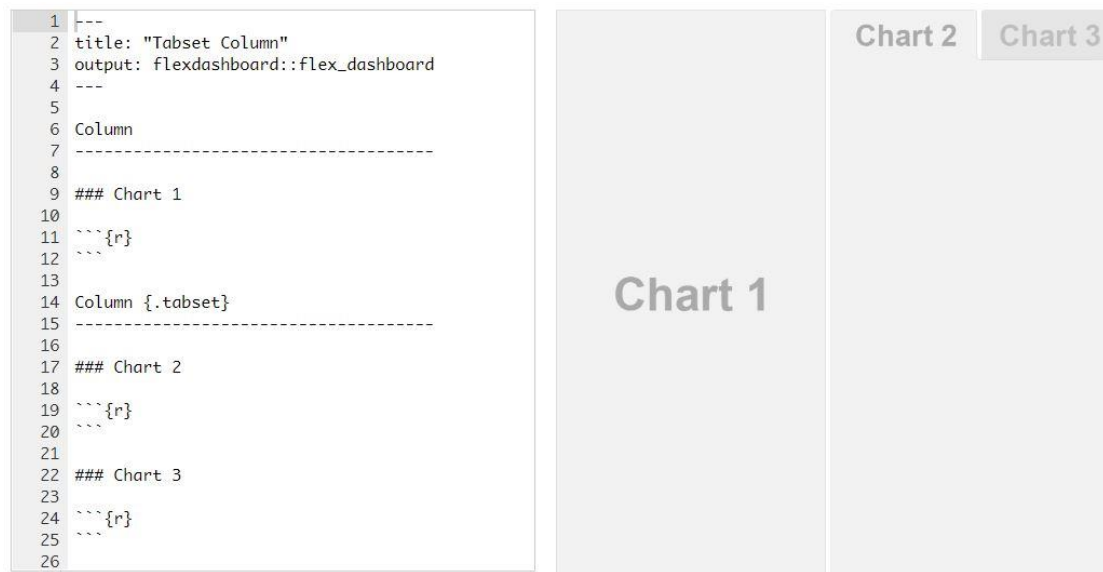 1 ---
2 title: "Tabset Column"
3 output: flexdashboard::flex_dashboard
4 ---
5
6 Column
7 -------------------------------------
8
9 ### Chart 1
10
11 ```{r}
12 ```
13
14 Column {.tabset}
15 -------------------------------------
16
17 ### Chart 2
18
19 ```{r}
20 ```
21
22 ### Chart 3
23
24 ```{r}
25 ```
26
Chart 1
Chart 2
Chart 3